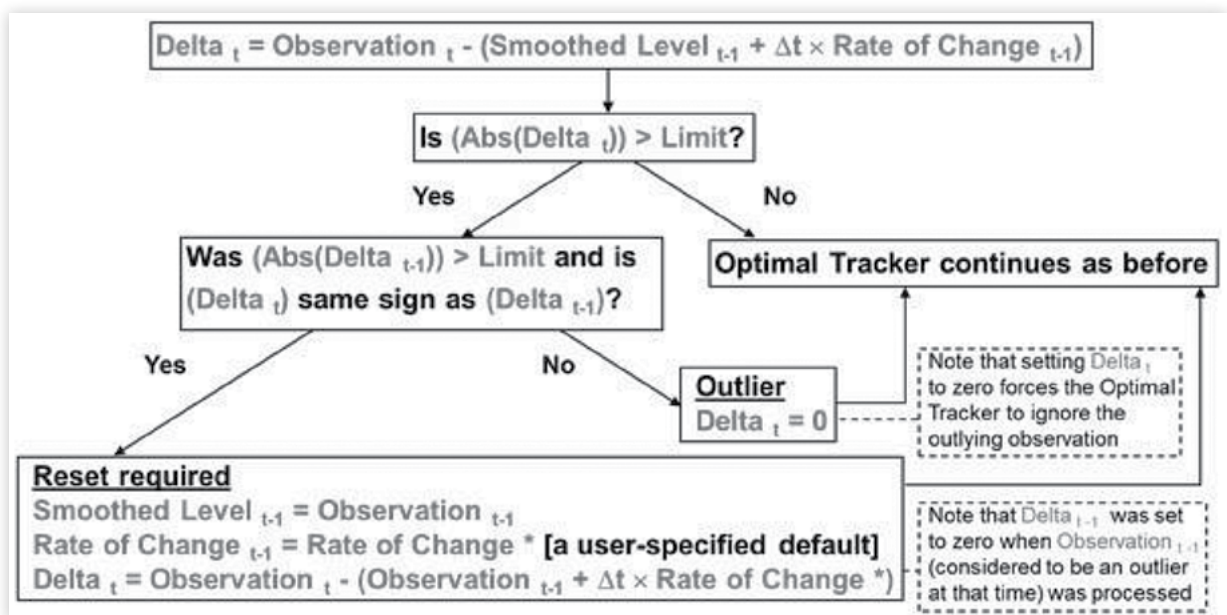 Delta t = Observation t - (Smoothed Level t-1 + Δt × Rate of Change t-1)
Is (Abs(Delta t)) > Limit?
Yes
No
Was (Abs(Delta t-1)) > Limit and is
(Delta t) same sign as (Delta t-1)?
Optimal Tracker continues as before
Yes
No
Outlier
Delta t = 0
Note that setting Delta t
to zero forces the Optimal
Tracker to ignore the
outlying observation
Reset required
Smoothed Level t-1 = Observation t-1
Rate of Change t-1 = Rate of Change * [a user-specified default]
Delta t = Observation t - (Observation t-1 + Δt × Rate of Change *)
Note that Delta t-1 was set
to zero when Observation t-1
(considered to be an outlier
at that time) was processed